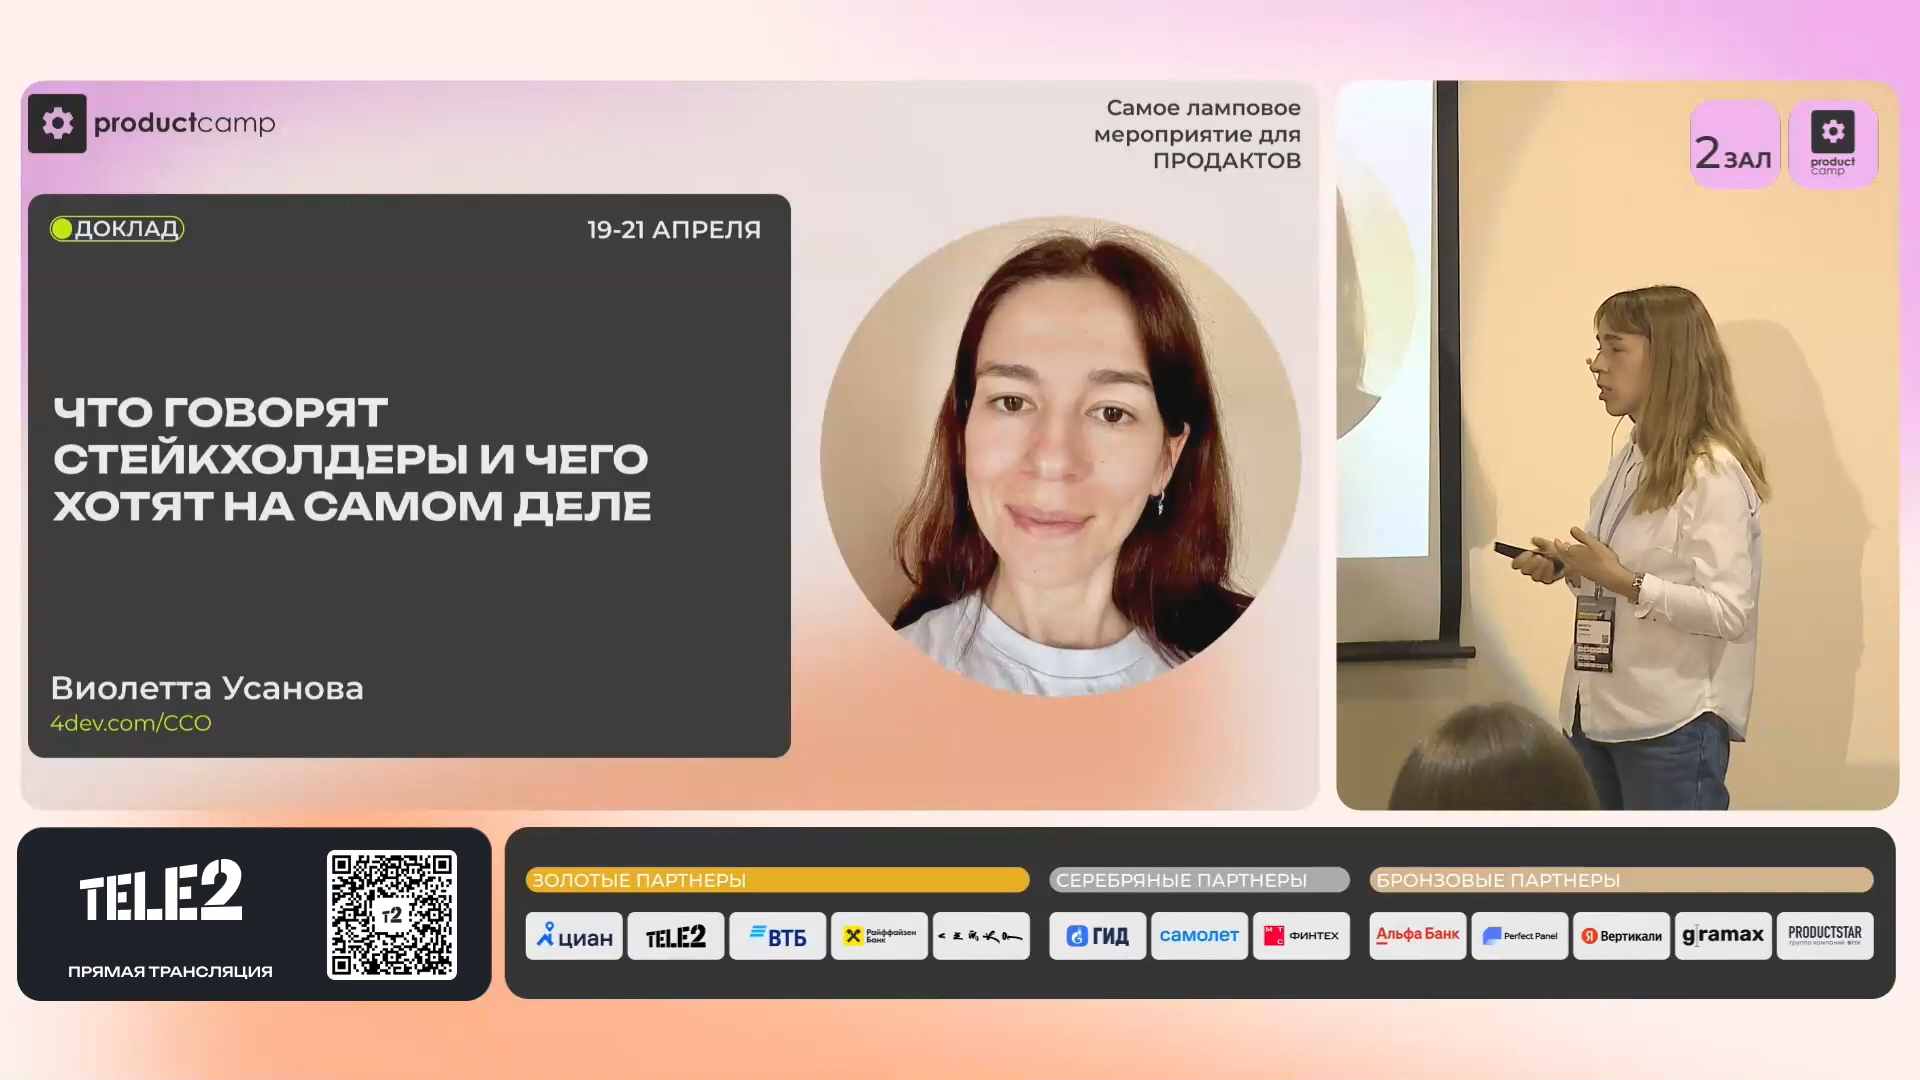 productcamp
Самое ламповое
мероприятие для
ПРОДАКТОВ
ДОКЛАД
19-21 АПРЕЛЯ
ЧТО ГОВОРЯТ
СТЕЙКХОЛДЕРЫ И ЧЕГО
ХОТЯТ НА САМОМ ДЕЛЕ
Виолетта Усанова
4dev.com/CCO
2 ЗАЛ
product
camp
TELE2
T2
ПРЯМАЯ ТРАНСЛЯЦИЯ
ЗОЛОТЫЕ ПАРТНЕРЫ
циан
TELE2
ВТБ
Райффайзен
Банк
СЕРЕБРЯНЫЕ ПАРТНЕРЫ
ГИД
самолет
МТС
ФИНТЕХ
БРОНЗОВЫЕ ПАРТНЕРЫ
Альфа Банк
Perfect Panel
Я Вертикали
gramax
PRODUCTSTAR